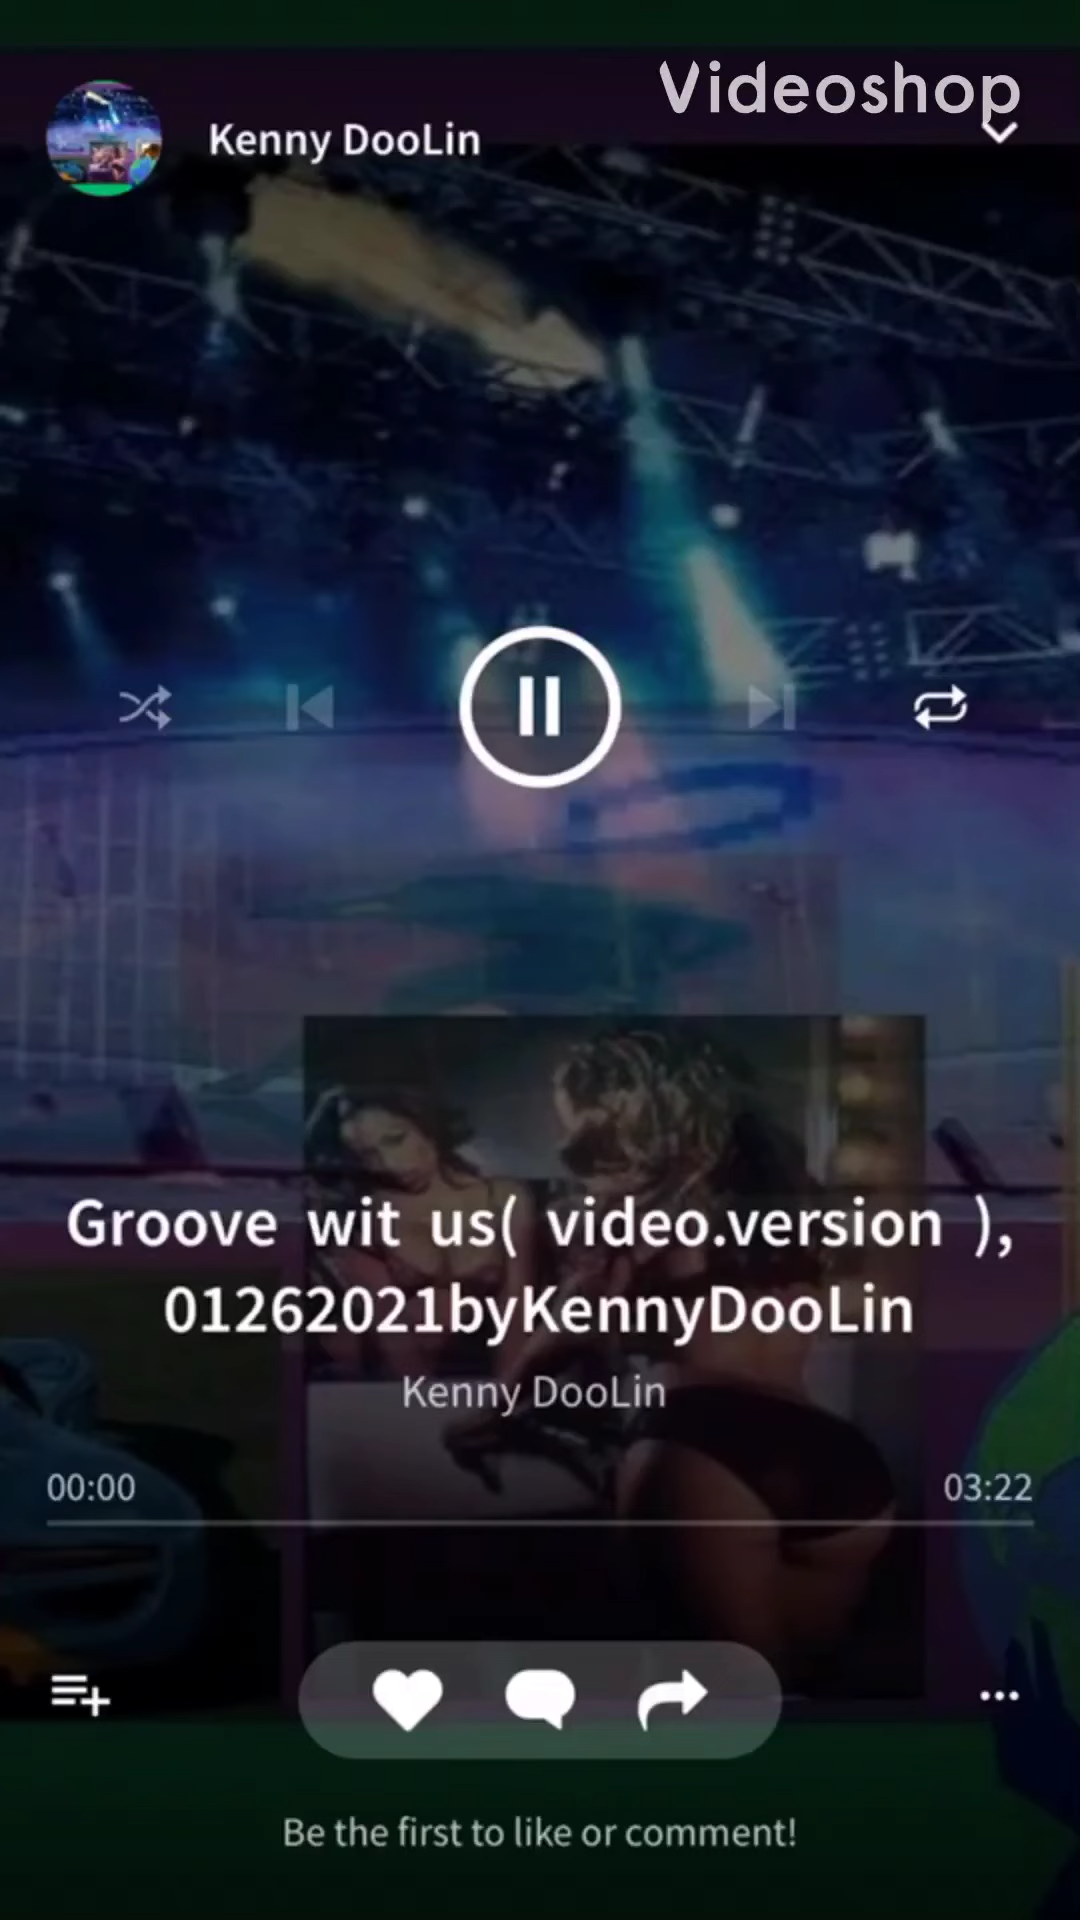 Videoshop
Kenny DooLin
Groove wit us( video.version ),
01262021byKennyDooLin
Kenny DooLin
00:00
03:22
Be the first to like or comment!